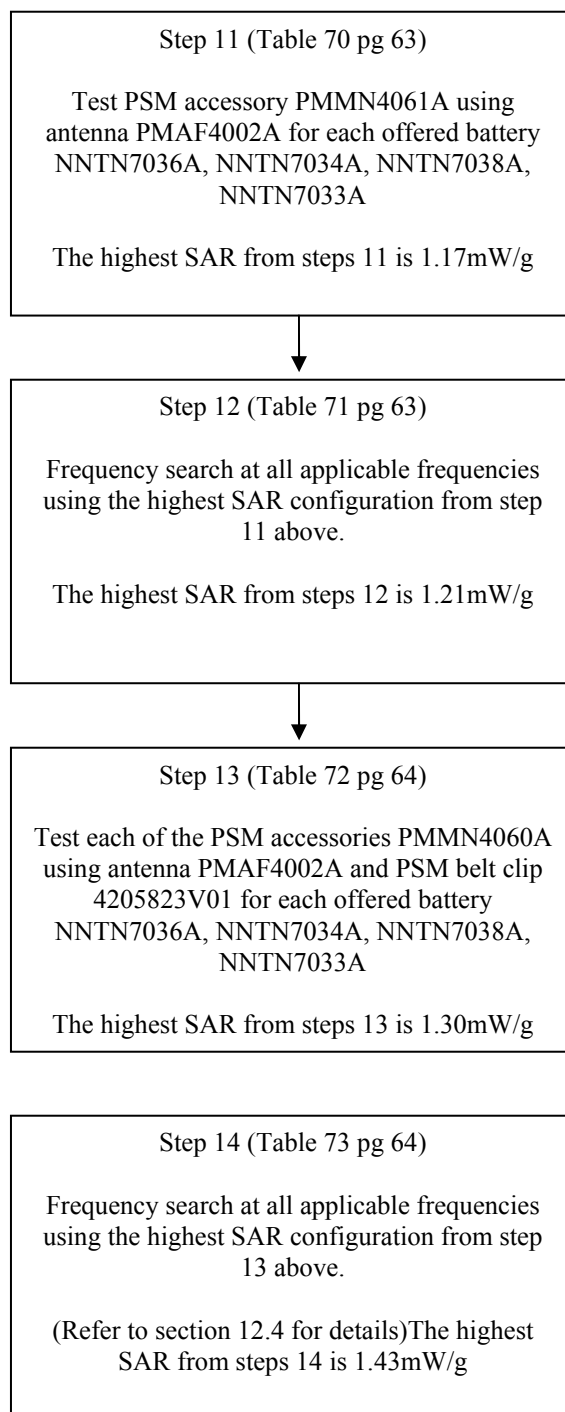 Step 11 (Table 70 pg 63)
Test PSM accessory PMMN4061A using
antenna PMAF4002A for each offered battery
NNTN7036A, NNTN7034A, NNTN7038A,
NNTN7033A
The highest SAR from steps 11 is 1.17mW/g
Step 12 (Table 71 pg 63)
Frequency search at all applicable frequencies
using the highest SAR configuration from step
11 above.
The highest SAR from steps 12 is 1.21mW/g
Step 13 (Table 72 pg 64)
Test each of the PSM accessories PMMN4060A
using antenna PMAF4002A and PSM belt clip
4205823V01 for each offered battery
NNTN7036A, NNTN7034A, NNTN7038A,
NNTN7033A
The highest SAR from steps 13 is 1.30mW/g
Step 14 (Table 73 pg 64)
Frequency search at all applicable frequencies
using the highest SAR configuration from step
13 above.
(Refer to section 12.4 for details)The highest
SAR from steps 14 is 1.43mW/g